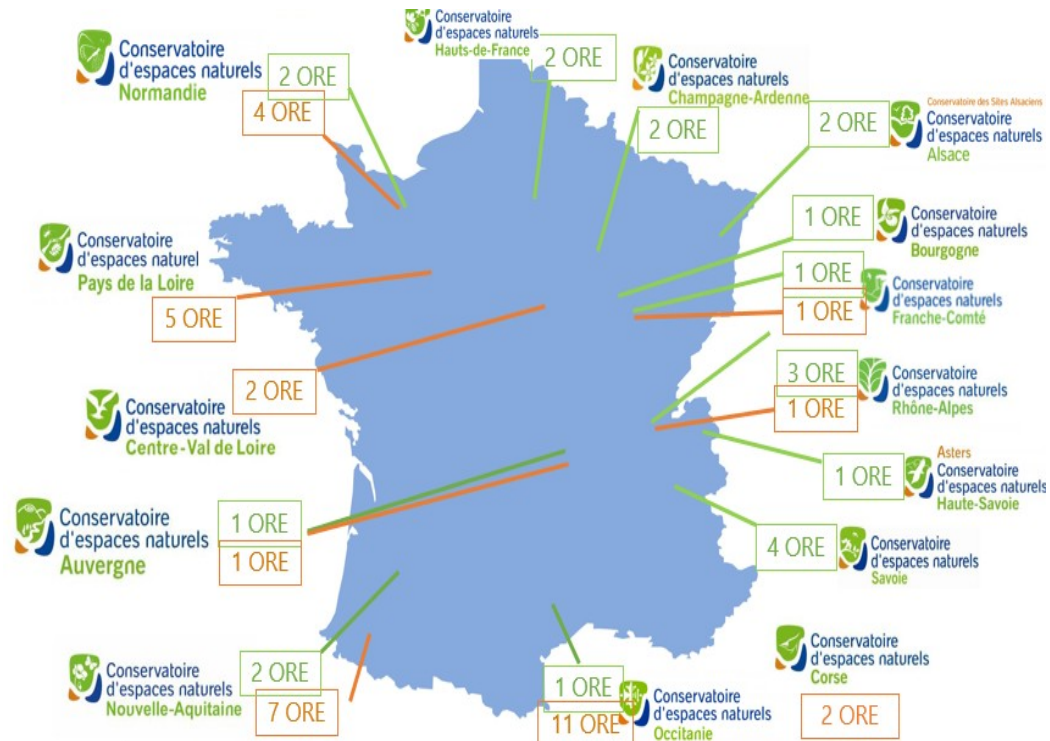 Conservatoire
d'espaces naturels
Normandie
2 ORE
4 ORE
Conservatoire
d'espaces naturels
Hauts-de-France
2 ORE
Conservatoire
d'espaces naturels
Champagne-Ardenne
2 ORE
Conservatoire des Sites Alsaciens
Conservatoire
d'espaces naturels
Alsace
2 ORE
Conservatoire
d'espaces naturels
Bourgogne
1 ORE
Conservatoire
d'espaces naturels
Franche-Comté
1 ORE
1 ORE
Conservatoire
d'espaces naturel
Pays de la Loire
5 ORE
2 ORE
Conservatoire
d'espaces naturels
Centre-Val de Loire
Conservatoire
d'espaces naturels
Rhône-Alpes
3 ORE
1 ORE
Asters
Conservatoire
d'espaces naturels
Haute-Savoie
1 ORE
Conservatoire
d'espaces naturels
Auvergne
1 ORE
1 ORE
4 ORE
Conservatoire
d'espaces naturels
Savoie
Conservatoire
d'espaces naturels
Nouvelle-Aquitaine
2 ORE
7 ORE
1 ORE
11 ORE
Conservatoire
d'espaces naturels
Occitanie
Conservatoire
d'espaces naturels
Corse
2 ORE